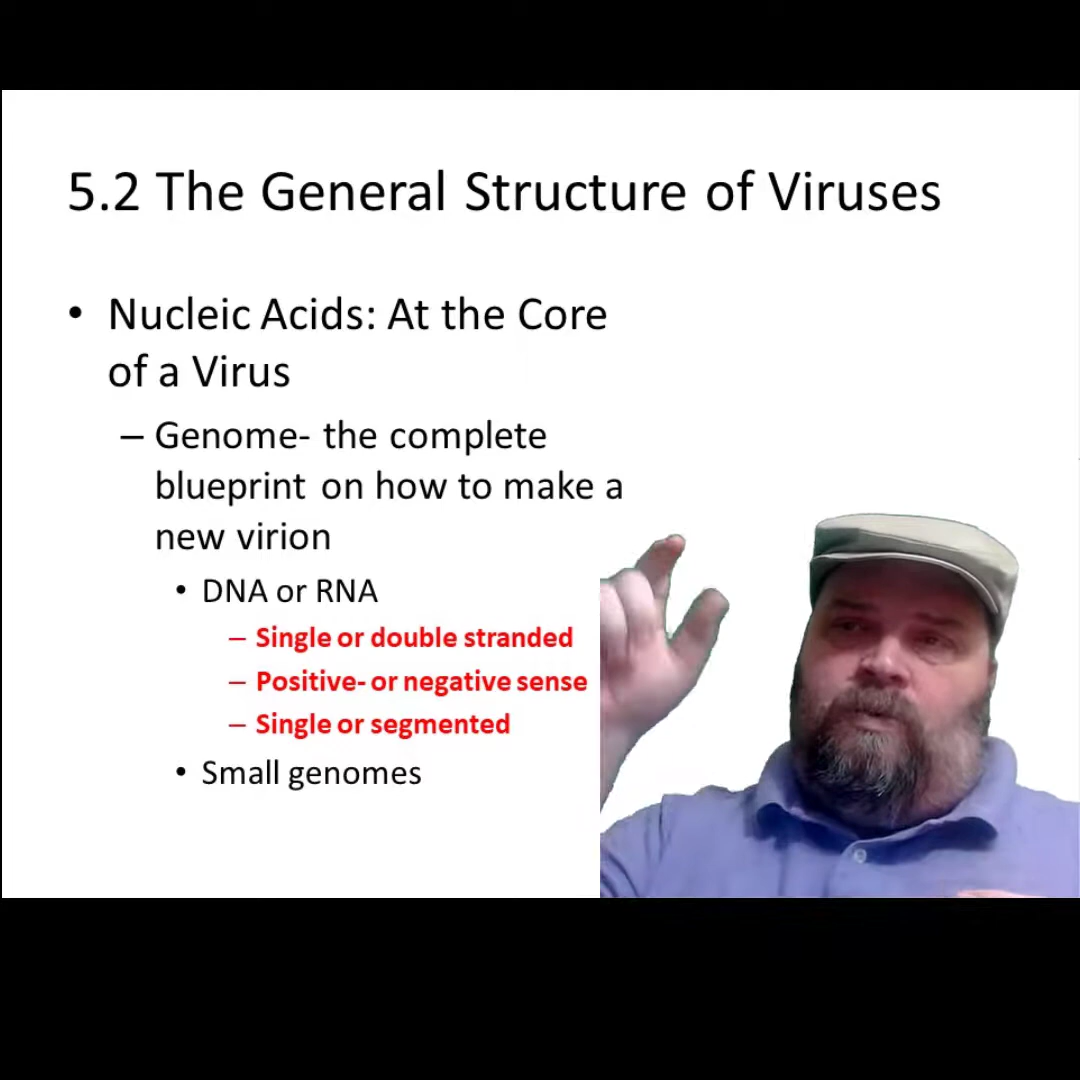 5.2 The General Structure of Viruses
• Nucleic Acids: At the Core
of a Virus
– Genome- the complete
blueprint on how to make a
new virion
• DNA or RNA
– Single or double stranded
– Positive- or negative sense
– Single or segmented
• Small genomes